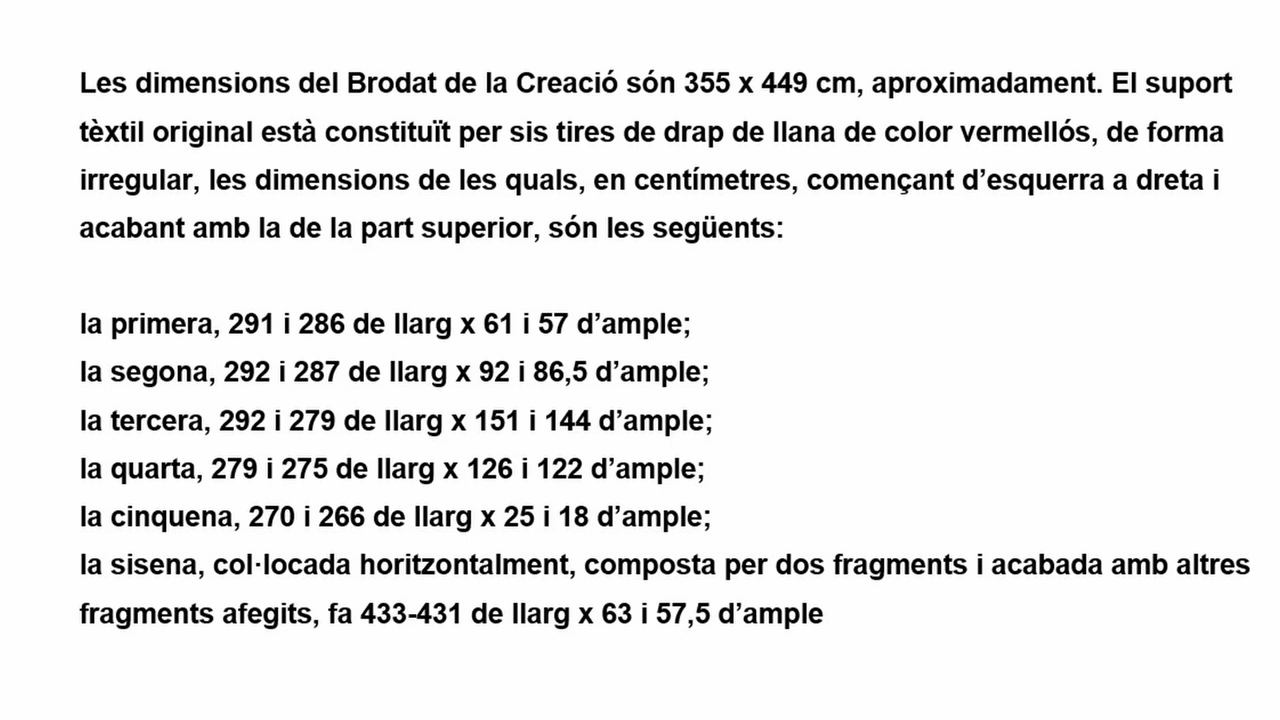 Les dimensions del Brodat de la Creació són 355 x 449 cm, aproximadament. El suport
tèxtil original està constituït per sis tires de drap de llana de color vermellós, de forma
irregular, les dimensions de les quals, en centímetres, començant d’esquerra a dreta i
acabant amb la de la part superior, són les següents:
la primera, 291 i 286 de llarg x 61 i 57 d’ample;
la segona, 292 i 287 de llarg x 92 i 86,5 d’ample;
la tercera, 292 i 279 de llarg x 151 i 144 d’ample;
la quarta, 279 i 275 de llarg x 126 i 122 d’ample;
la cinquena, 270 i 266 de llarg x 25 i 18 d’ample;
la sisena, col·locada horitzontalment, composta per dos fragments i acabada amb altres
fragments afegits, fa 433-431 de llarg x 63 i 57,5 d’ample